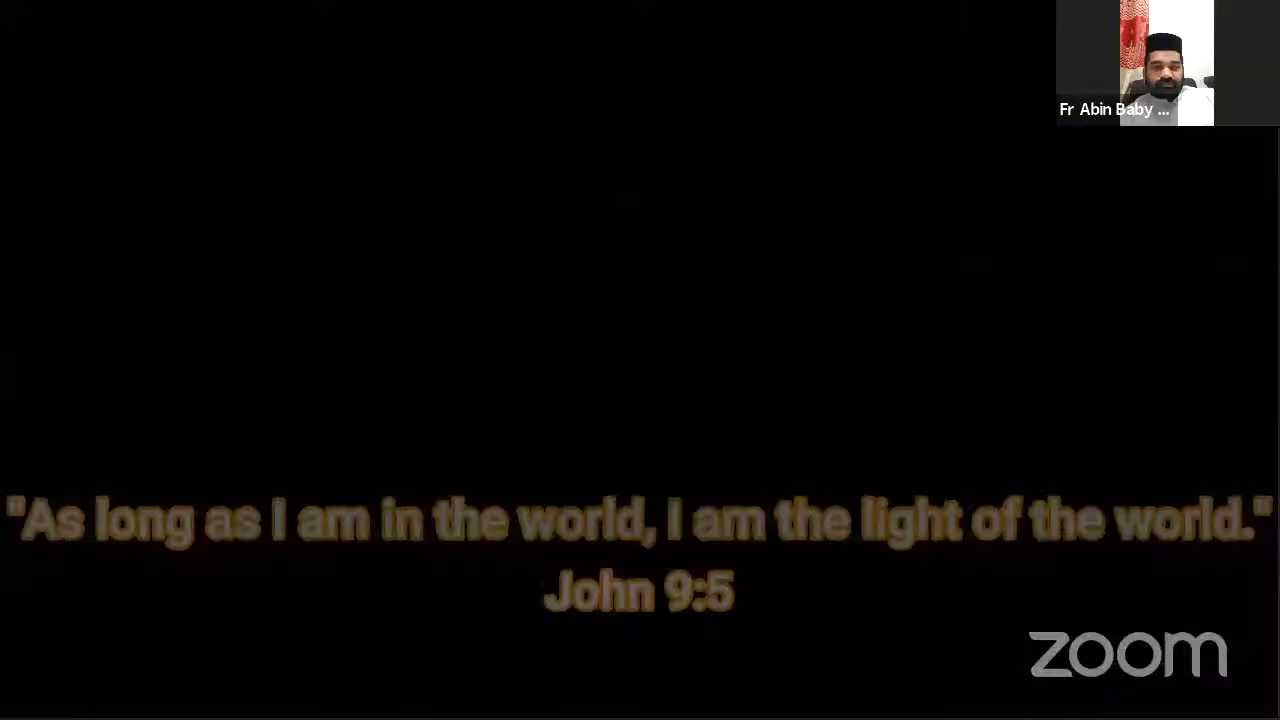 Fr Abin Baby ...
"As long as I am in the world, I am the light of the world."
John 9:5
zoom